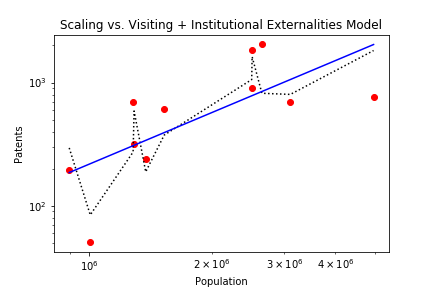 Scaling vs. Visiting + Institutional Externalities Model
Patents
10³
10²
10⁶
2 × 10⁶
3 × 10⁶
4 × 10⁶
Population